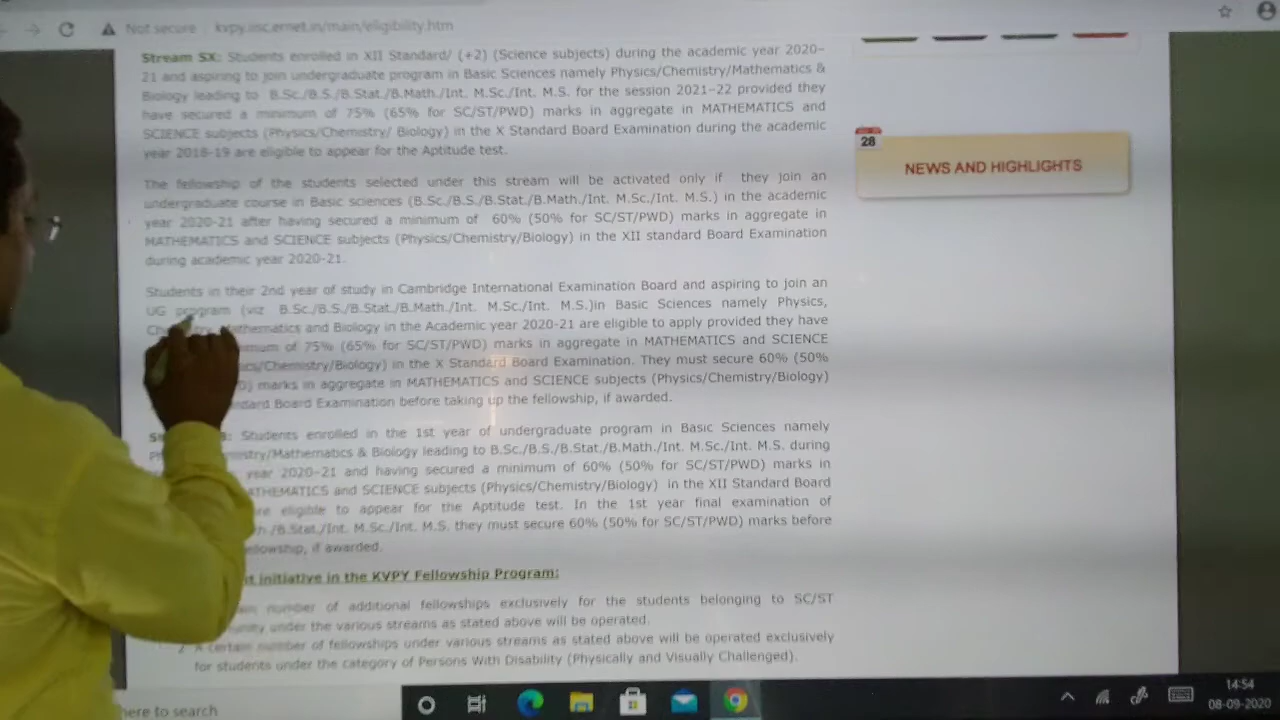 Not secure kvpy.iisc.ernet.in/main/eligibility.htm
Stream SX: Students enrolled in XII Standard/ (+2) (Science subjects) during the academic year 2020–
21 and aspiring to join undergraduate program in Basic Sciences namely Physics/Chemistry/Mathematics &
Biology leading to B.Sc./B.S./B.Stat./B.Math./Int. M.Sc./Int. M.S. for the session 2021–22 provided they
have secured a minimum of 75% (65% for SC/ST/PWD) marks in aggregate in MATHEMATICS and
SCIENCE subjects (Physics/Chemistry/ Biology) in the X Standard Board Examination during the academic
year 2018-19 are eligible to appear for the Aptitude test.
28
NEWS AND HIGHLIGHTS
The fellowship of the students selected under this stream will be activated only if they join an
undergraduate course in Basic sciences (B.Sc./B.S./B.Stat./B.Math./Int. M.Sc./Int. M.S.) in the academic
year 2020-21 after having secured a minimum of 60% (50% for SC/ST/PWD) marks in aggregate in
MATHEMATICS and SCIENCE subjects (Physics/Chemistry/Biology) in the XII standard Board Examination
during academic year 2020-21.
Students in their 2nd year of study in Cambridge International Examination Board and aspiring to join an
UG program (viz B.Sc./B.S./B.Stat./B.Math./Int. M.Sc./Int. M.S.)in Basic Sciences namely Physics,
Mathematics and Biology in the Academic year 2020-21 are eligible to apply provided they have
of 75% (65% for SC/ST/PWD) marks in aggregate in MATHEMATICS and SCIENCE
/Chemistry/Biology) in the X Standard Board Examination. They must secure 60% (50%
) marks in aggregate in MATHEMATICS and SCIENCE subjects (Physics/Chemistry/Biology)
Board Examination before taking up the fellowship, if awarded.
: Students enrolled in the 1st year of undergraduate program in Basic Sciences namely
/Mathematics & Biology leading to B.Sc./B.S./B.Stat./B.Math./Int. M.Sc./Int. M.S. during
year 2020–21 and having secured a minimum of 60% (50% for SC/ST/PWD) marks in
MATHEMATICS and SCIENCE subjects (Physics/Chemistry/Biology) in the XII Standard Board
eligible to appear for the Aptitude test. In the 1st year final examination of
/B.Stat./Int. M.Sc./Int. M.S. they must secure 60% (50% for SC/ST/PWD) marks before
fellowship, if awarded.
initiative in the KVPY Fellowship Program:
number of additional fellowships exclusively for the students belonging to SC/ST
under the various streams as stated above will be operated.
2. A certain number of fellowships under various streams as stated above will be operated exclusively
for students under the category of Persons With Disability (Physically and Visually Challenged).
here to search
14:54
08-09-2020